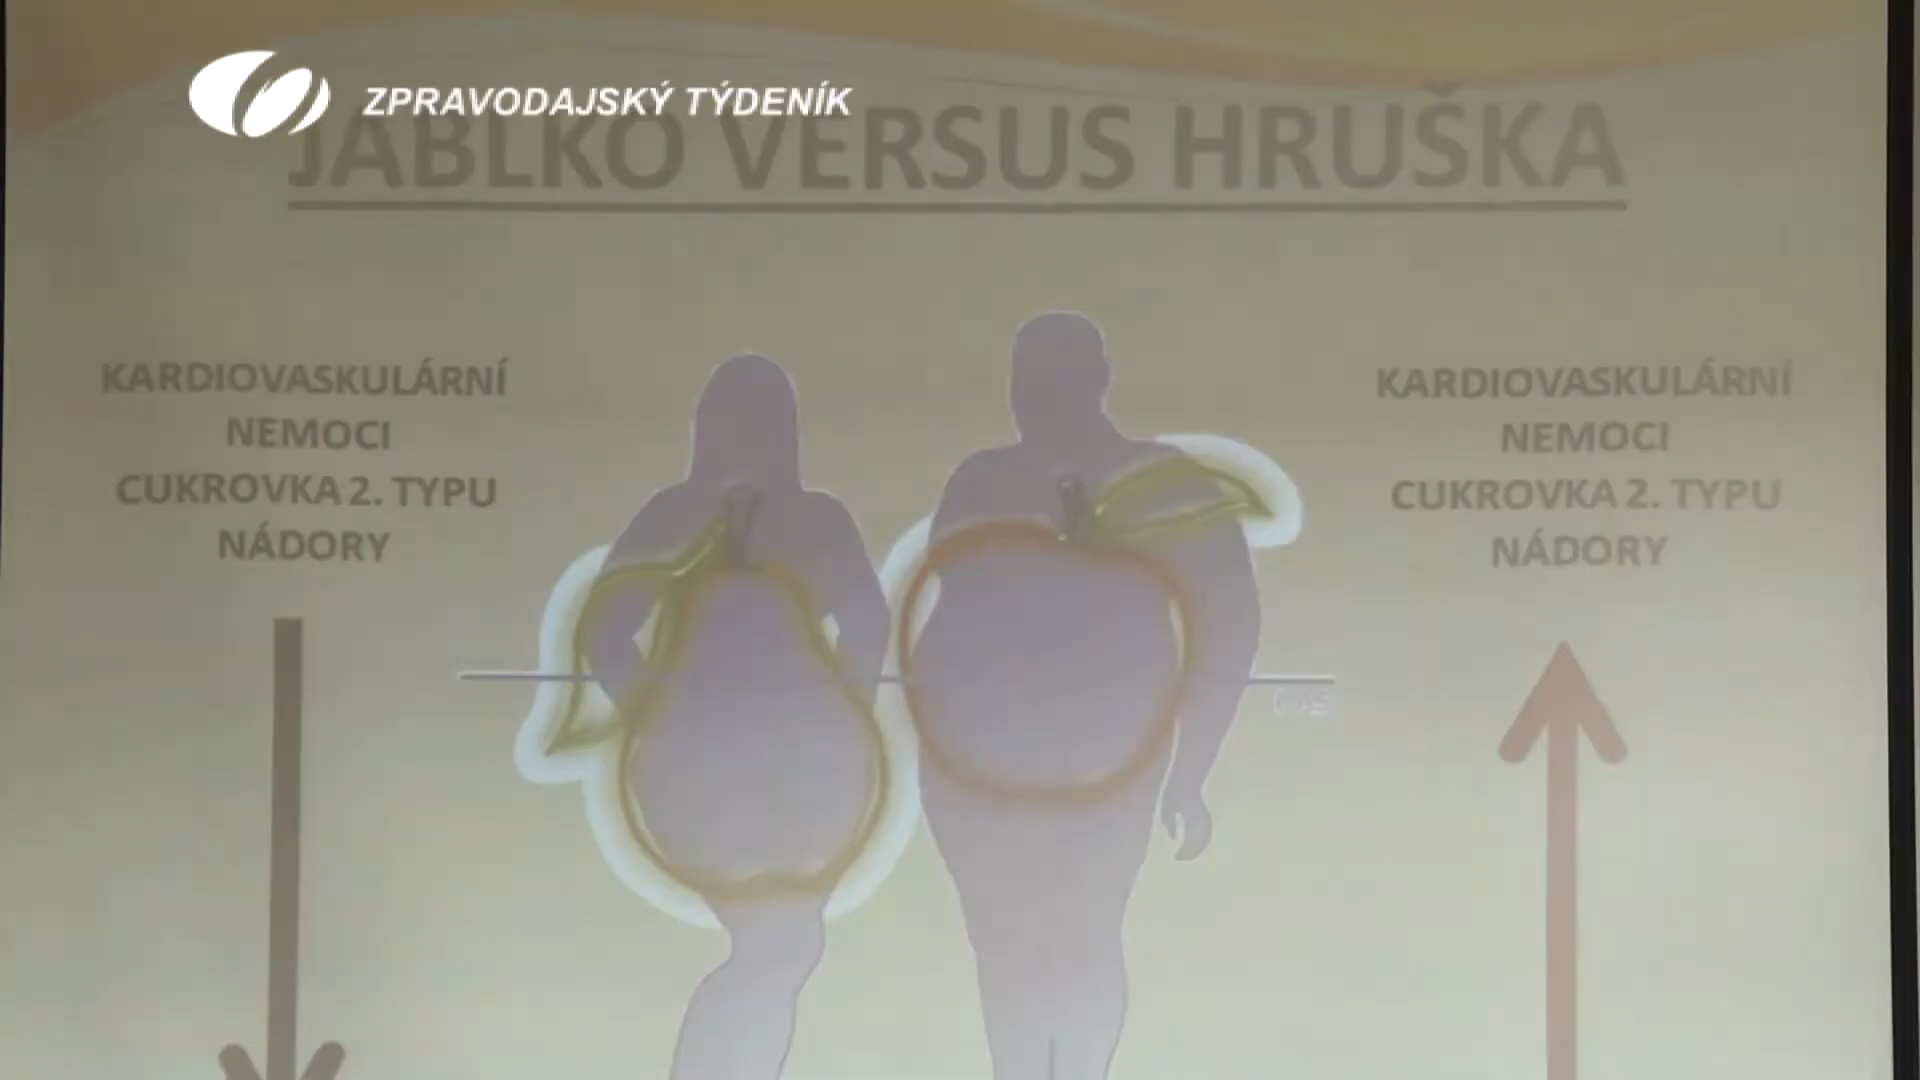 ZPRAVODAJSKÝ TÝDENÍK
JABLKO VERSUS HRUŠKA
KARDIOVASKULÁRNÍ
NEMOCI
CUKROVKA 2. TYPU
NÁDORY
KARDIOVASKULÁRNÍ
NEMOCI
CUKROVKA 2. TYPU
NÁDORY